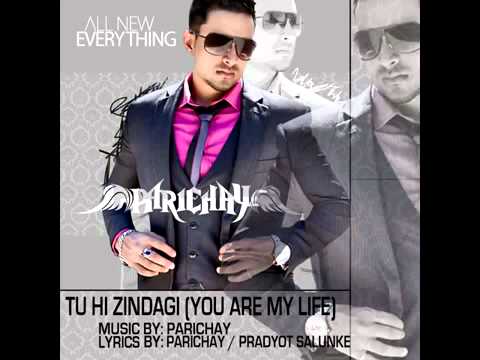 ALL NEW
EVERYTHING
PARICHAY
TU HI ZINDAGI (YOU ARE MY LIFE)
MUSIC BY: PARICHAY
LYRICS BY: PARICHAY / PRADYOT SALUNKE